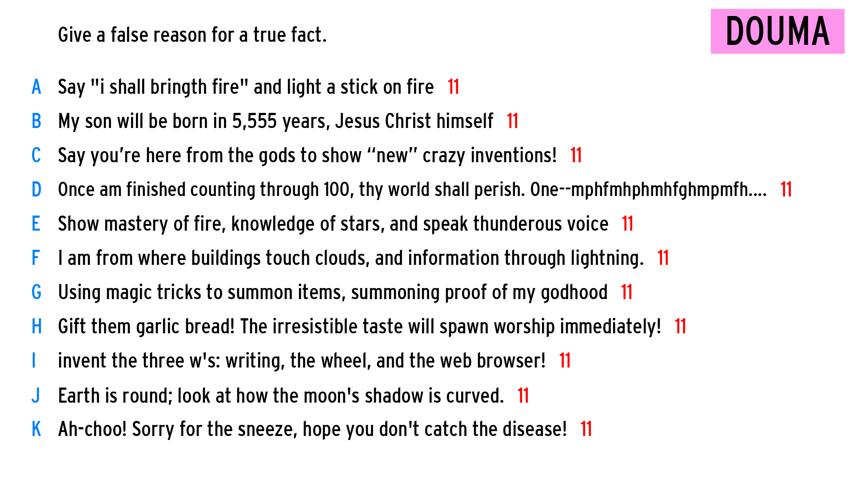 DOUMA
Give a false reason for a true fact.
A Say "i shall bringth fire" and light a stick on fire 11
B My son will be born in 5,555 years, Jesus Christ himself 11
C Say you're here from the gods to show “new” crazy inventions! 11
D Once am finished counting through 100, thy world shall perish. One--mphfmhphmhfghmpmfh.... 11
E Show mastery of fire, knowledge of stars, and speak thunderous voice 11
F I am from where buildings touch clouds, and information through lightning. 11
G Using magic tricks to summon items, summoning proof of my godhood 11
H Gift them garlic bread! The irresistible taste will spawn worship immediately! 11
I invent the three w's: writing, the wheel, and the web browser! 11
J Earth is round; look at how the moon's shadow is curved. 11
K Ah-choo! Sorry for the sneeze, hope you don't catch the disease! 11